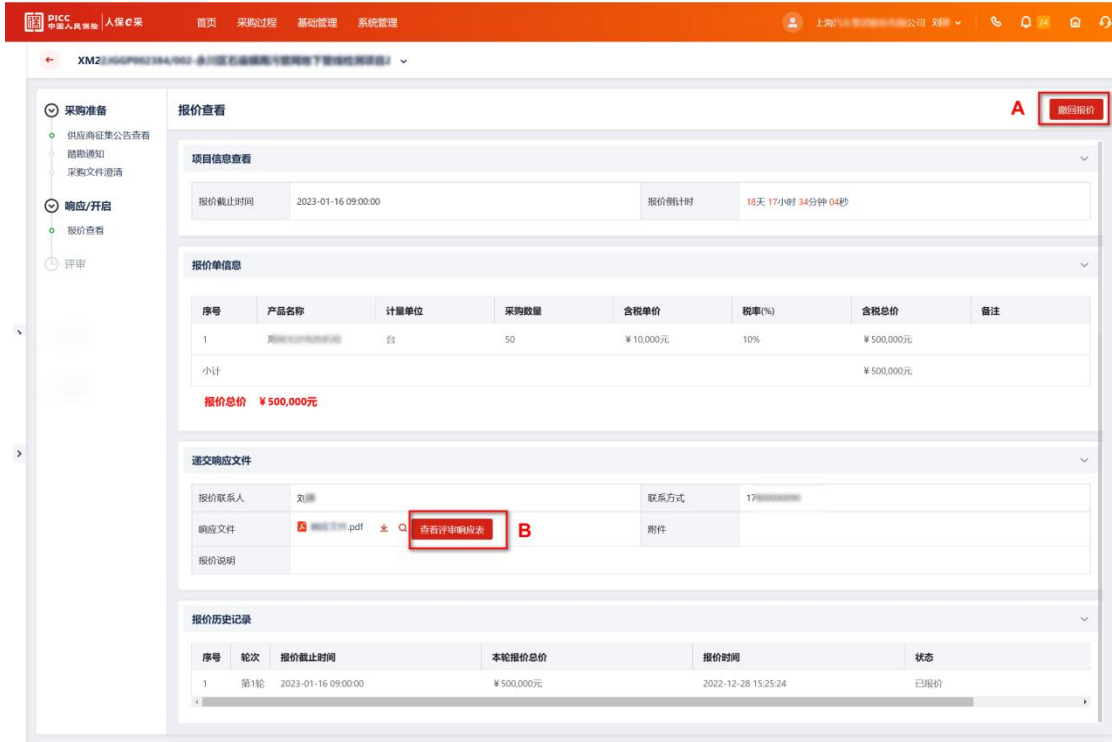 PICC 中国人民保险 人保e采 首页 采购过程 基础管理 系统管理 上海 公司 刘 24
XM2
采购准备
供应商征集公告查看
踏勘通知
采购文件澄清
响应/开启
报价查看
评审
报价查看 A 撤回报价
项目信息查看
报价截止时间 2023-01-16 09:00:00 报价倒计时 18天 17小时 34分钟 04秒
报价单信息
序号 产品名称 计量单位 采购数量 含税单价 税率(%) 含税总价 备注
1 台 50 ¥10,000元 10% ¥500,000元
小计 ¥500,000元
报价总价 ¥500,000元
递交响应文件
报价联系人 刘 联系方式 17
响应文件 .pdf 查看评审响应表 B 附件
报价说明
报价历史记录
序号 轮次 报价截止时间 本轮报价总价 报价时间 状态
1 第1轮 2023-01-16 09:00:00 ¥500,000元 2022-12-28 15:25:24 已报价